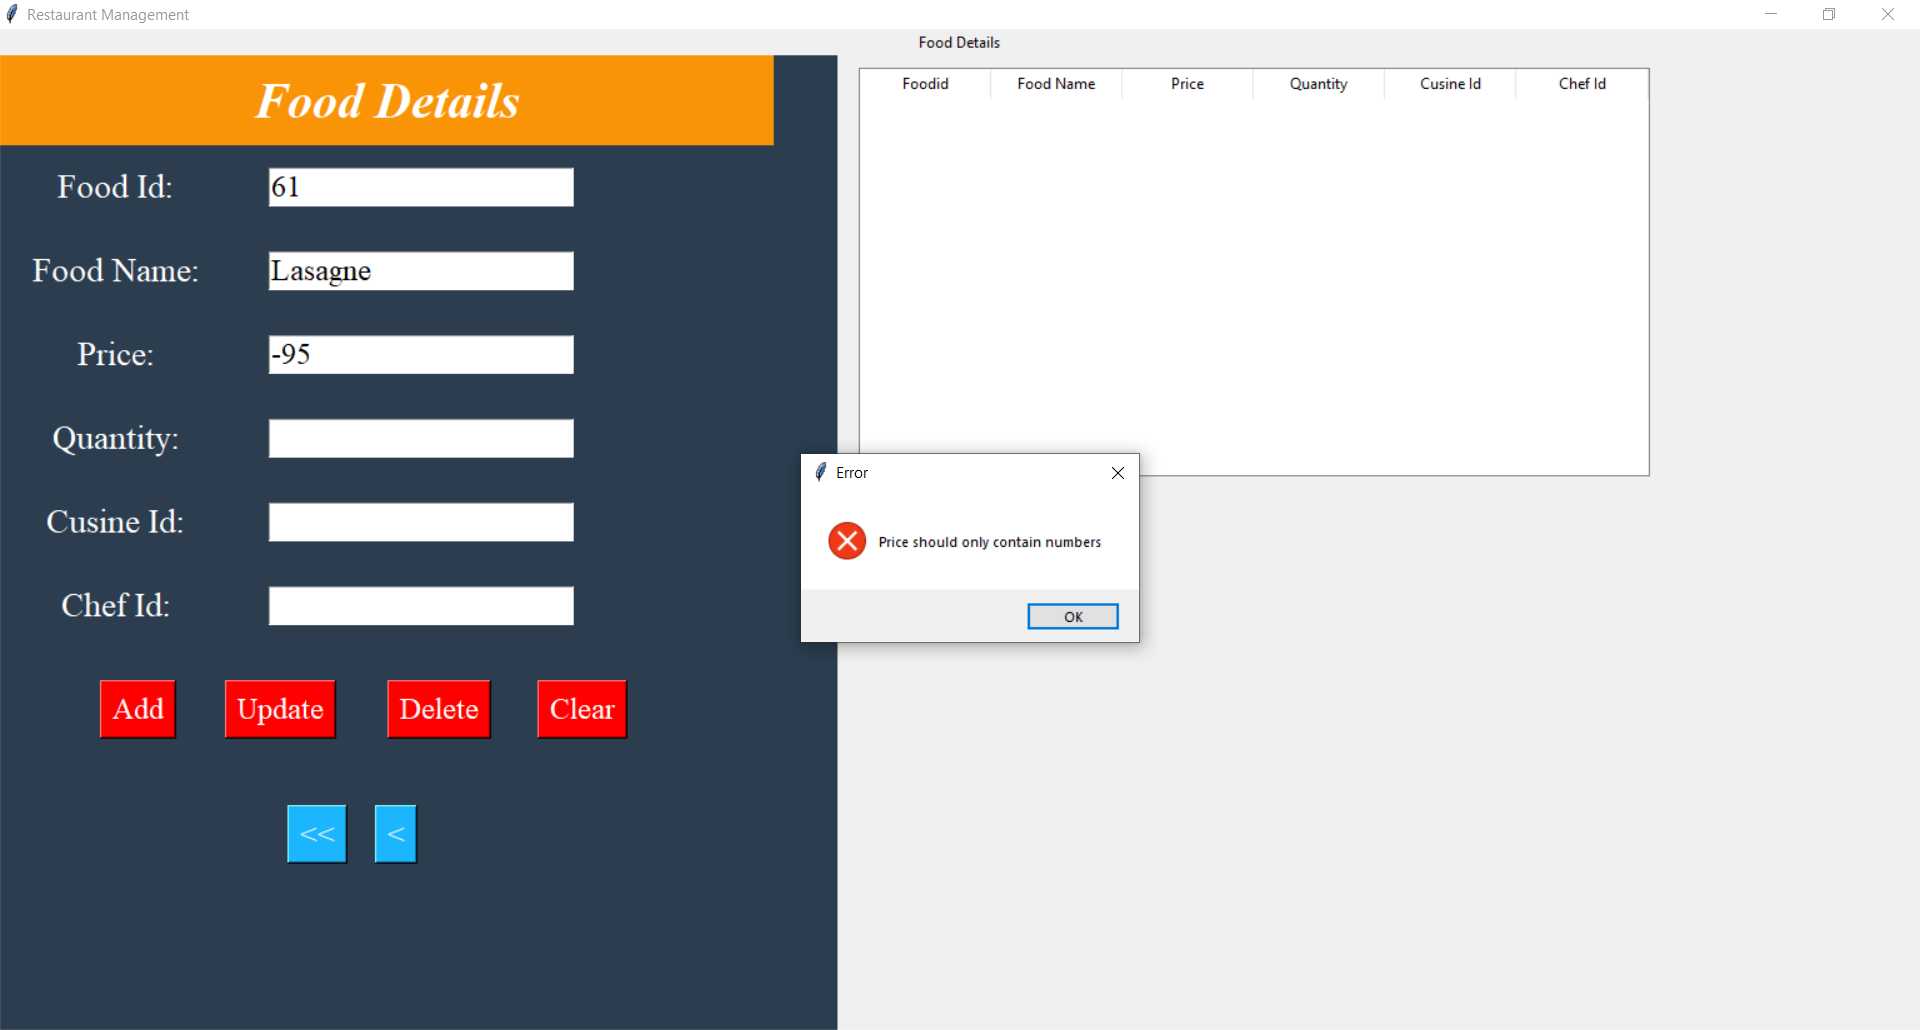 Restaurant Management
Food Details
Food Details
Foodid Food Name Price Quantity Cusine Id Chef Id
Food Id: 61
Food Name: Lasagne
Price: -95
Quantity:
Cusine Id:
Chef Id:
Error
Price should only contain numbers
OK
Add Update Delete Clear
<< <